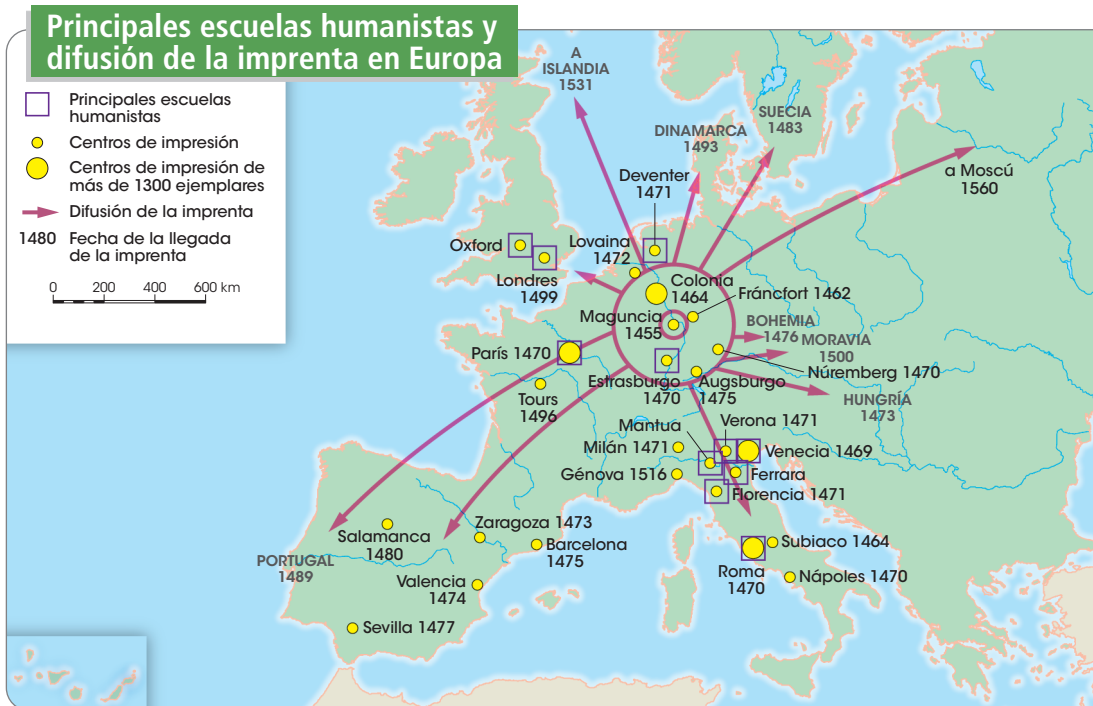 Principales escuelas humanistas y
difusión de la imprenta en Europa
Principales escuelas
humanistas
Centros de impresión
Centros de impresión de
más de 1300 ejemplares
Difusión de la imprenta
1480 Fecha de la llegada
de la imprenta
0 200 400 600 km
A
ISLANDIA
1531
SUECIA
1483
DINAMARCA
1493
a Moscú
1560
Deventer
1471
Oxford
Lovaina
1472
Londres
1499
Colonia
1464
Fráncfort 1462
Maguncia
1455
BOHEMIA
1476
MORAVIA
1500
París 1470
Núremberg 1470
Estrasburgo
1470
Augsburgo
1475
Tours
1496
HUNGRÍA
1473
Mantua
Verona 1471
Milán 1471
Venecia 1469
Génova 1516
Ferrara
Florencia 1471
Zaragoza 1473
Salamanca
1480
Barcelona
1475
Subiaco 1464
PORTUGAL
1489
Roma
1470
Nápoles 1470
Valencia
1474
Sevilla 1477